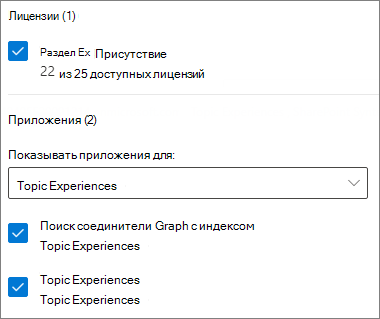 Лицензии (1)
Раздел Ex Присутствие
22 из 25 доступных лицензий
Приложения (2)
Показывать приложения для:
Topic Experiences
Поиск соединители Graph с индексом
Topic Experiences
Topic Experiences
Topic Experiences